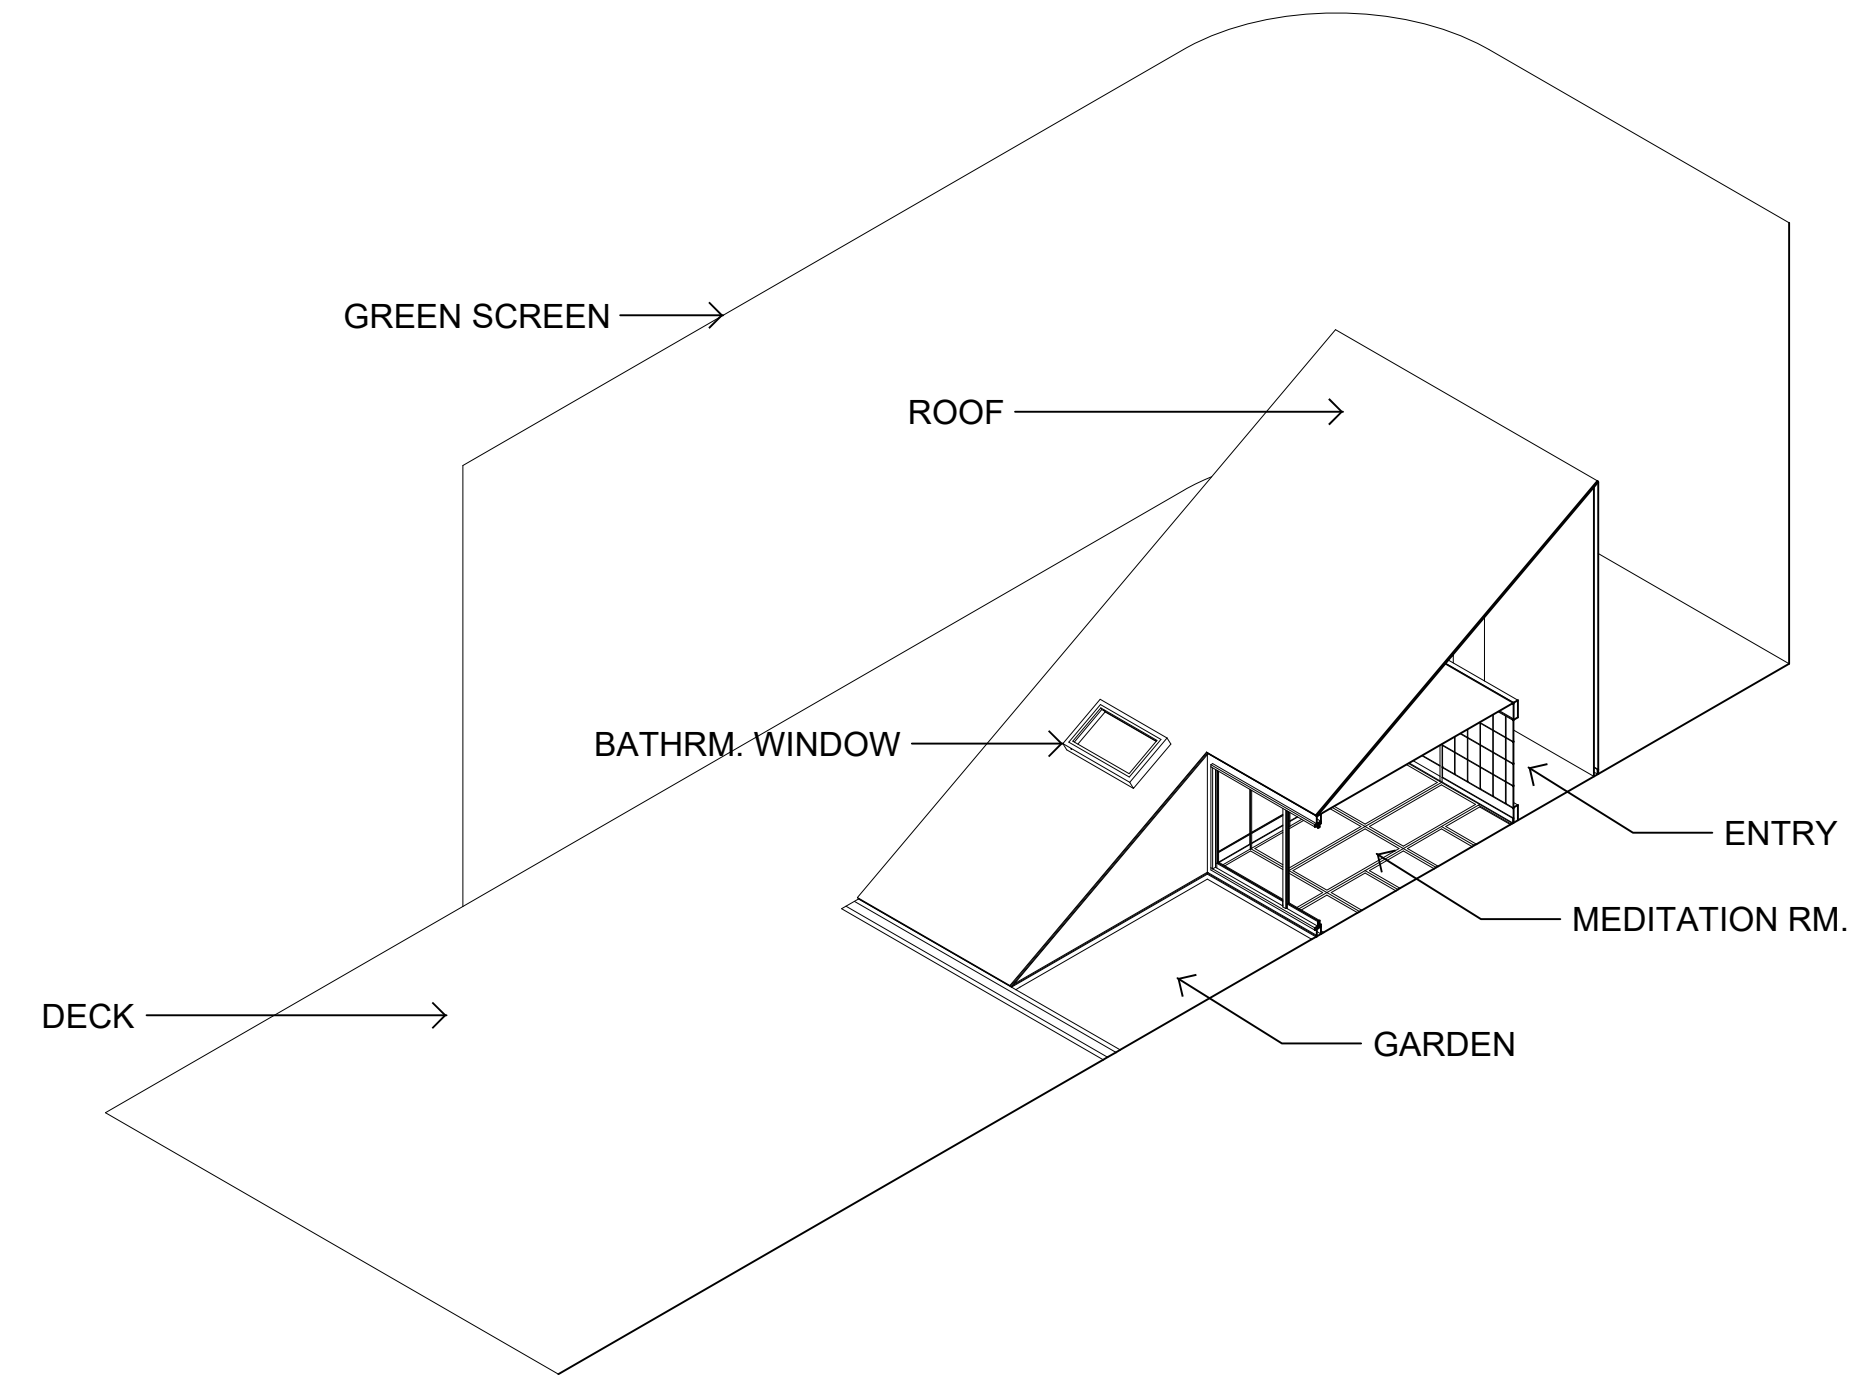 GREEN SCREEN
ROOF
BATHRM. WINDOW
ENTRY
MEDITATION RM.
DECK
GARDEN